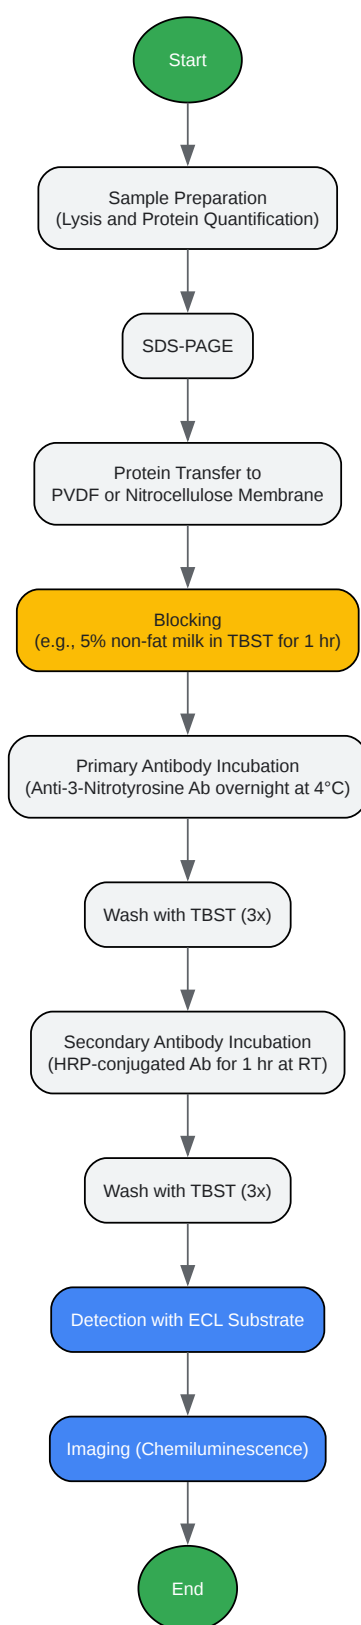 Start
Sample Preparation
(Lysis and Protein Quantification)
SDS-PAGE
Protein Transfer to
PVDF or Nitrocellulose Membrane
Blocking
(e.g., 5% non-fat milk in TBST for 1 hr)
Primary Antibody Incubation
(Anti-3-Nitrotyrosine Ab overnight at 4°C)
Wash with TBST (3x)
Secondary Antibody Incubation
(HRP-conjugated Ab for 1 hr at RT)
Wash with TBST (3x)
Detection with ECL Substrate
Imaging (Chemiluminescence)
End